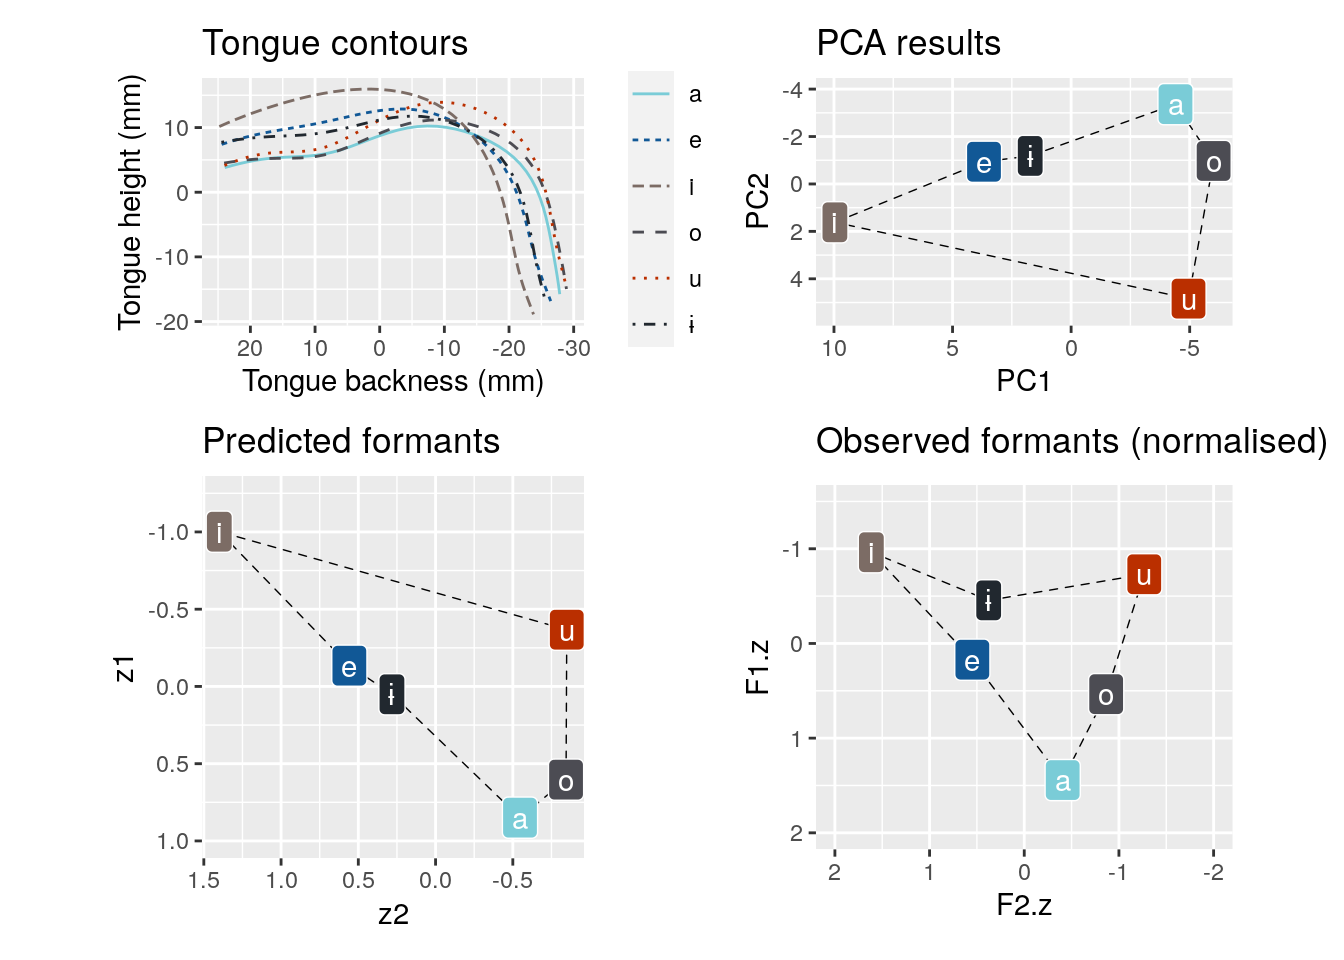 Tongue contours
Tongue height (mm)
10
0
-10
-20
20 10 0 -10 -20 -30
Tongue backness (mm)
a
e
i
o
u
ɨ
PCA results
PC2
-4
-2
0
2
4
a
e
ɨ
o
i
u
10 5 0 -5
PC1
Predicted formants
z1
-1.0
-0.5
0.0
0.5
1.0
i
u
e
ɨ
o
a
1.5 1.0 0.5 0.0 -0.5
z2
Observed formants (normalised)
F1.z
-1
0
1
2
i
u
ɨ
e
o
a
2 1 0 -1 -2
F2.z